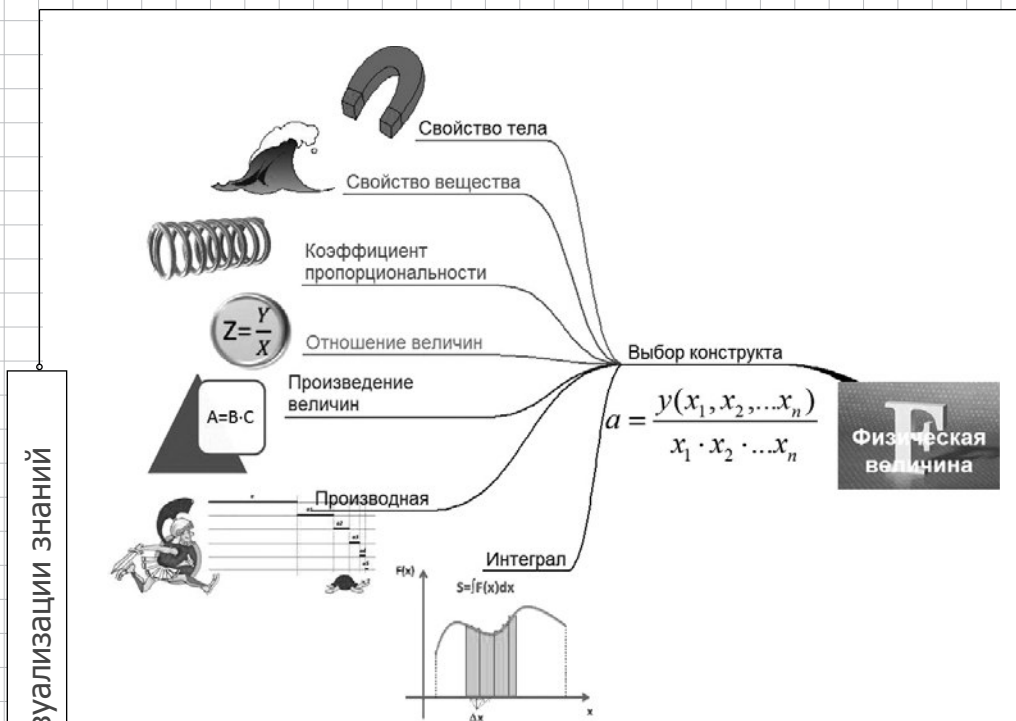 Свойство тела
Свойство вещества
Коэффициент
пропорциональности
Z=Y/X
Отношение величин
Выбор конструкта
Произведение
величин
A=B·C
a = y(x₁, x₂,...xₙ) / x₁ · x₂ · ...xₙ
F
Физическая
величина
Производная
Интеграл
F(x)
S=∫F(x)dx
x
Δx
зуализации знаний